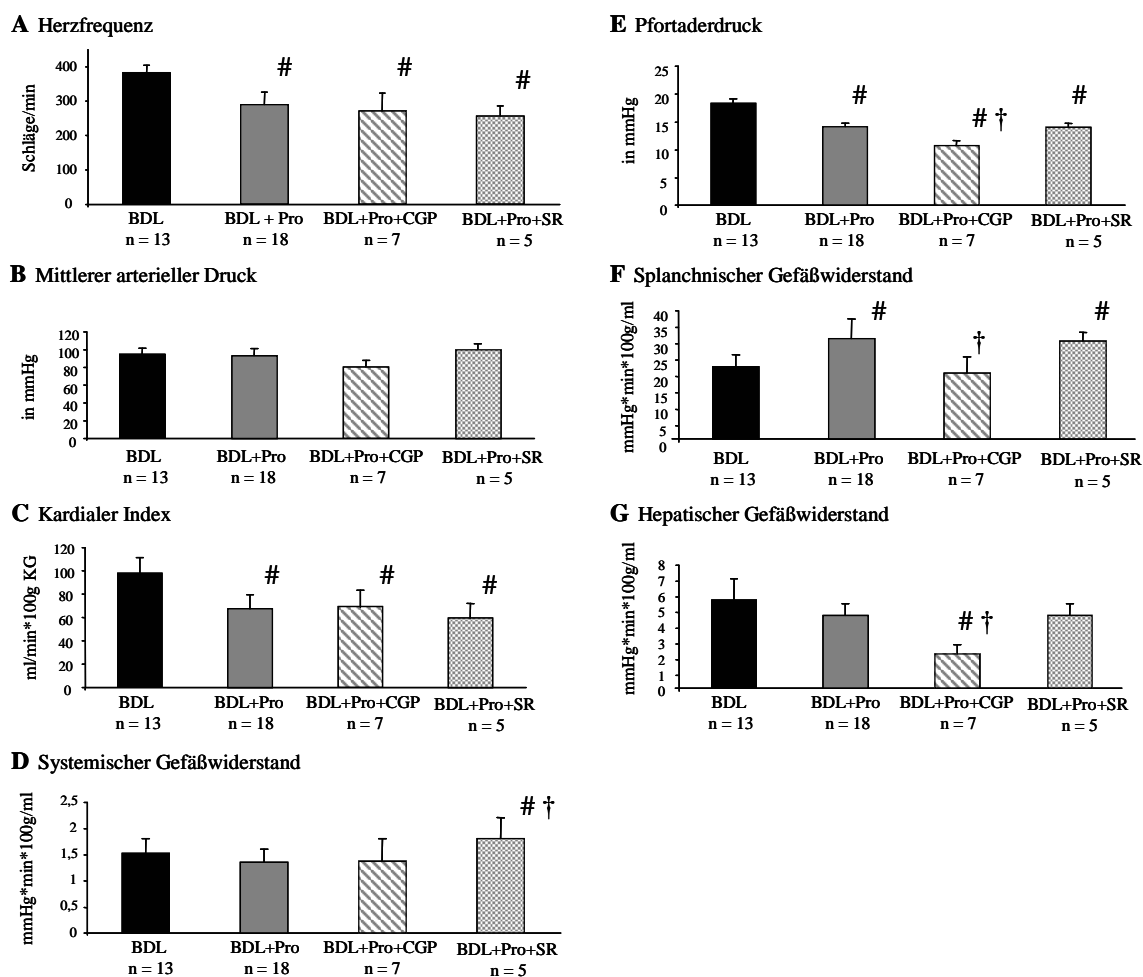 A Herzfrequenz
Schläge/min
400
300
200
100
0
# # #
BDL BDL + Pro BDL+Pro+CGP BDL+Pro+SR
n = 13 n = 18 n = 7 n = 5
B Mittlerer arterieller Druck
in mmHg
120
100
80
60
40
20
0
BDL BDL+Pro BDL+Pro+CGP BDL+Pro+SR
n = 13 n = 18 n = 7 n = 5
C Kardialer Index
ml/min*100g KG
120
100
80
60
40
20
0
# # #
BDL BDL+Pro BDL+Pro+CGP BDL+Pro+SR
n = 13 n = 18 n = 7 n = 5
D Systemischer Gefäßwiderstand
mmHg*min*100g/ml
2,5
2
1,5
1
0,5
0
# †
BDL BDL+Pro BDL+Pro+CGP BDL+Pro+SR
n = 13 n = 18 n = 7 n = 5
E Pfortaderdruck
in mmHg
25
20
15
10
5
0
# # † #
BDL BDL+Pro BDL+Pro+CGP BDL+Pro+SR
n = 13 n = 18 n = 7 n = 5
F Splanchnischer Gefäßwiderstand
mmHg*min*100g/ml
40
35
30
25
20
15
10
5
0
# † #
BDL BDL+Pro BDL+Pro+CGP BDL+Pro+SR
n = 13 n = 18 n = 7 n = 5
G Hepatischer Gefäßwiderstand
mmHg*min*100g/ml
8
7
6
5
4
3
2
1
0
# †
BDL BDL+Pro BDL+Pro+CGP BDL+Pro+SR
n = 13 n = 18 n = 7 n = 5